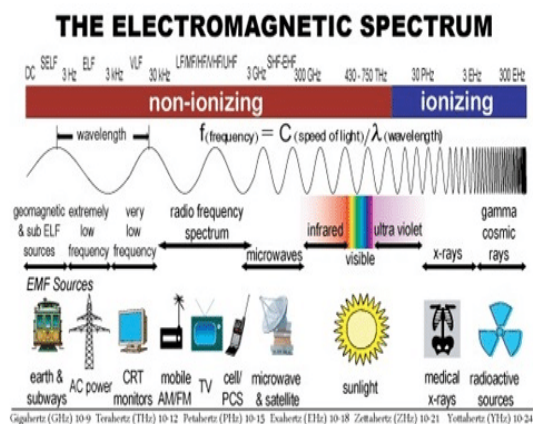 THE ELECTROMAGNETIC SPECTRUM
DC SELF 3 Hz ELF 3 kHz VLF 30 kHz LF/MF/HF/VHF/UHF 3 GHz SHF-EHF 300 GHz 430 - 750 THz 30 PHz 3 EHz 300 EHz
non-ionizing ionizing
wavelength
f(frequency) = C (speed of light)/λ(wavelength)
geomagnetic & sub ELF sources
extremely low frequency
very low frequency
radio frequency spectrum
microwaves
infrared
visible
ultra violet
x-rays
gamma cosmic rays
EMF Sources
earth & subways
AC power
CRT monitors
mobile AM/FM
TV
cell/ PCS
microwave & satellite
sunlight
medical x-rays
radioactive sources
Gigahertz (GHz) 10-9 Terahertz (THz) 10-12 Petahertz (PHz) 10-15 Exahertz (EHz) 10-18 Zettahertz (ZHz) 10-21 Yottahertz (YHz) 10-24